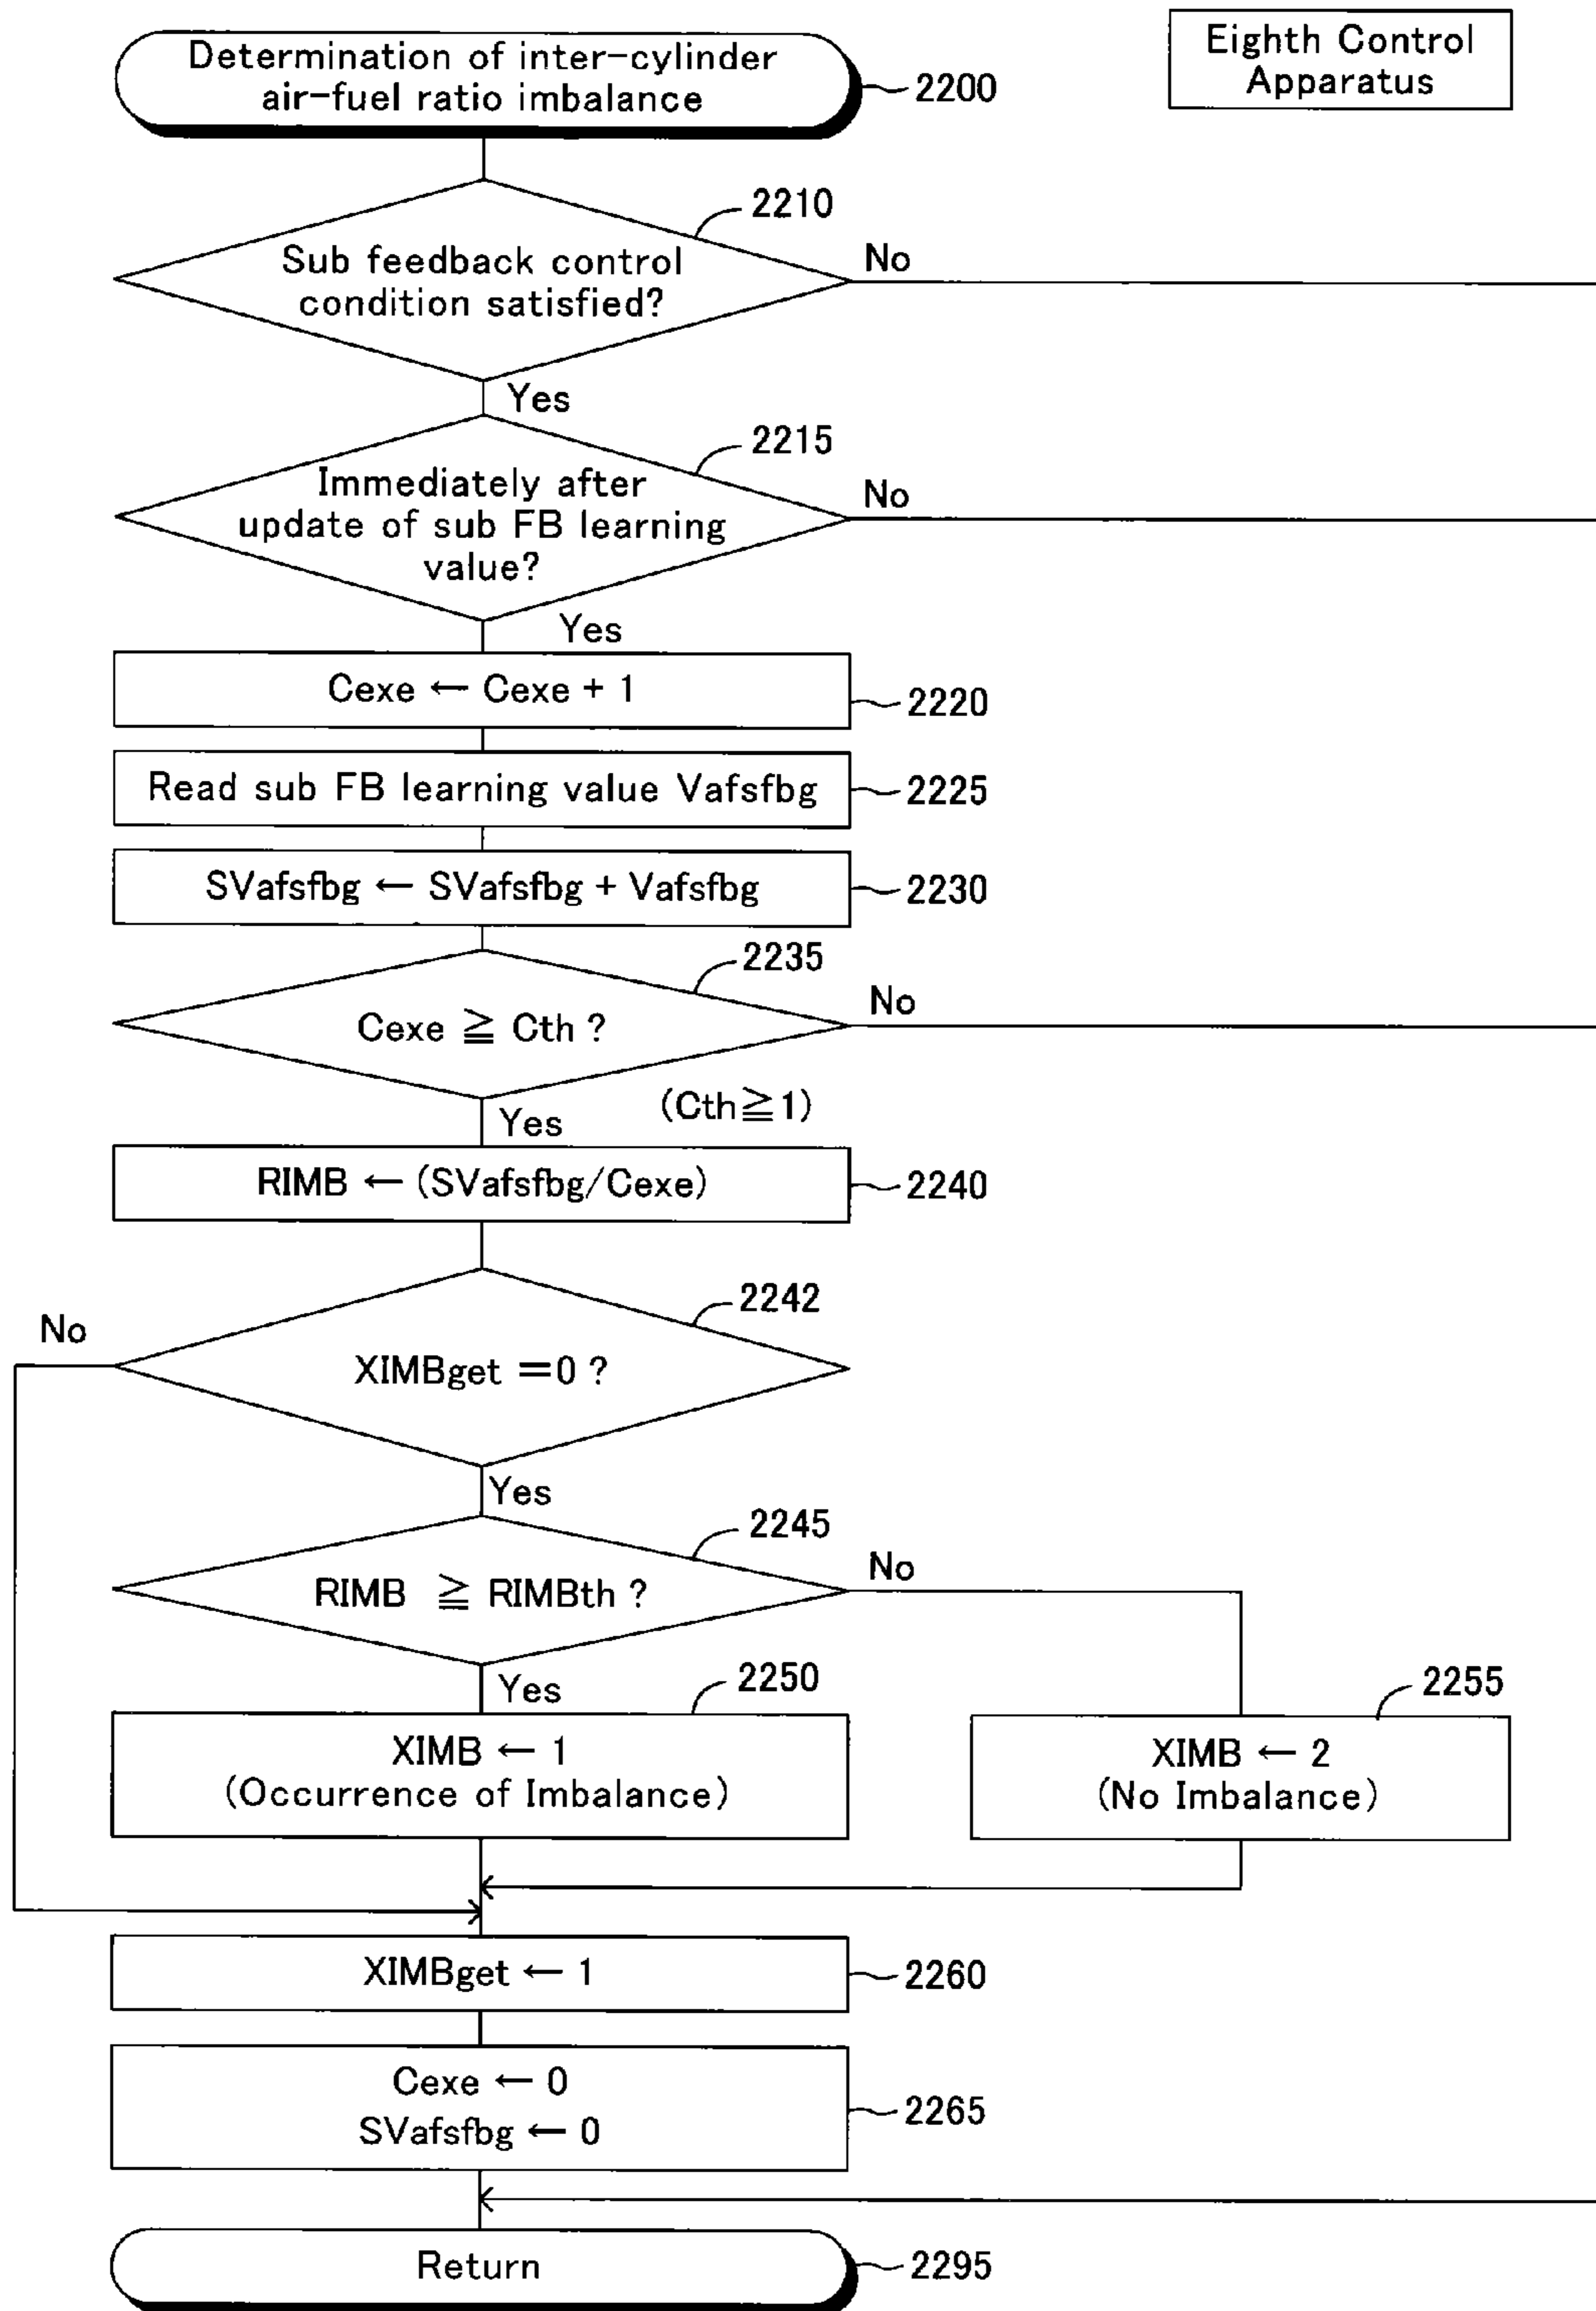 Determination of inter-cylinder
air-fuel ratio imbalance
2200
Eighth Control
Apparatus
2210
Sub feedback control
condition satisfied?
No
Yes
2215
Immediately after
update of sub FB learning
value?
No
Yes
Cexe ← Cexe + 1
2220
Read sub FB learning value Vafsfbg
2225
SVafsfbg ← SVafsfbg + Vafsfbg
2230
2235
Cexe ≧ Cth ?
No
(Cth≧1)
Yes
RIMB ← (SVafsfbg/Cexe)
2240
2242
No
XIMBget =0 ?
Yes
2245
RIMB ≧ RIMBth ?
No
Yes
2250
XIMB ← 1
(Occurrence of Imbalance)
2255
XIMB ← 2
(No Imbalance)
XIMBget ← 1
2260
Cexe ← 0
SVafsfbg ← 0
2265
Return
2295